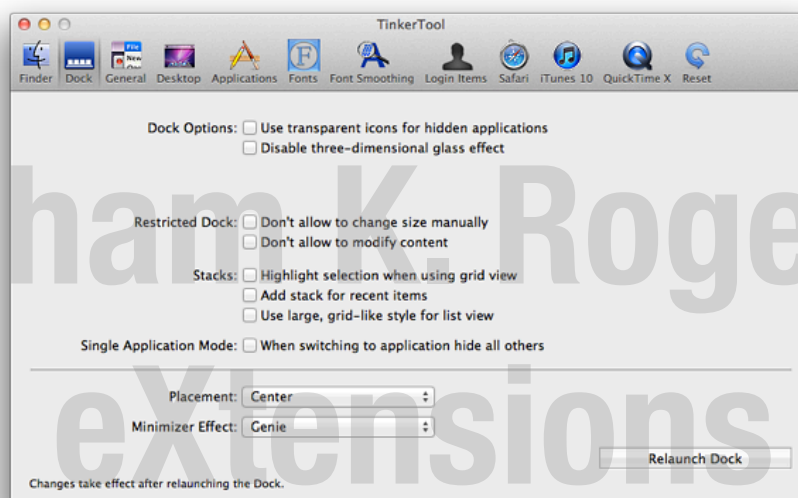 TinkerTool
Finder Dock General Desktop Applications Fonts Font Smoothing Login Items Safari iTunes 10 QuickTime X Reset
Dock Options: Use transparent icons for hidden applications
Disable three-dimensional glass effect
Restricted Dock: Don't allow to change size manually
Don't allow to modify content
Stacks: Highlight selection when using grid view
Add stack for recent items
Use large, grid-like style for list view
Single Application Mode: When switching to application hide all others
Placement: Center
Minimizer Effect: Genie
Relaunch Dock
Changes take effect after relaunching the Dock.
ham K. Roge
eXtensions